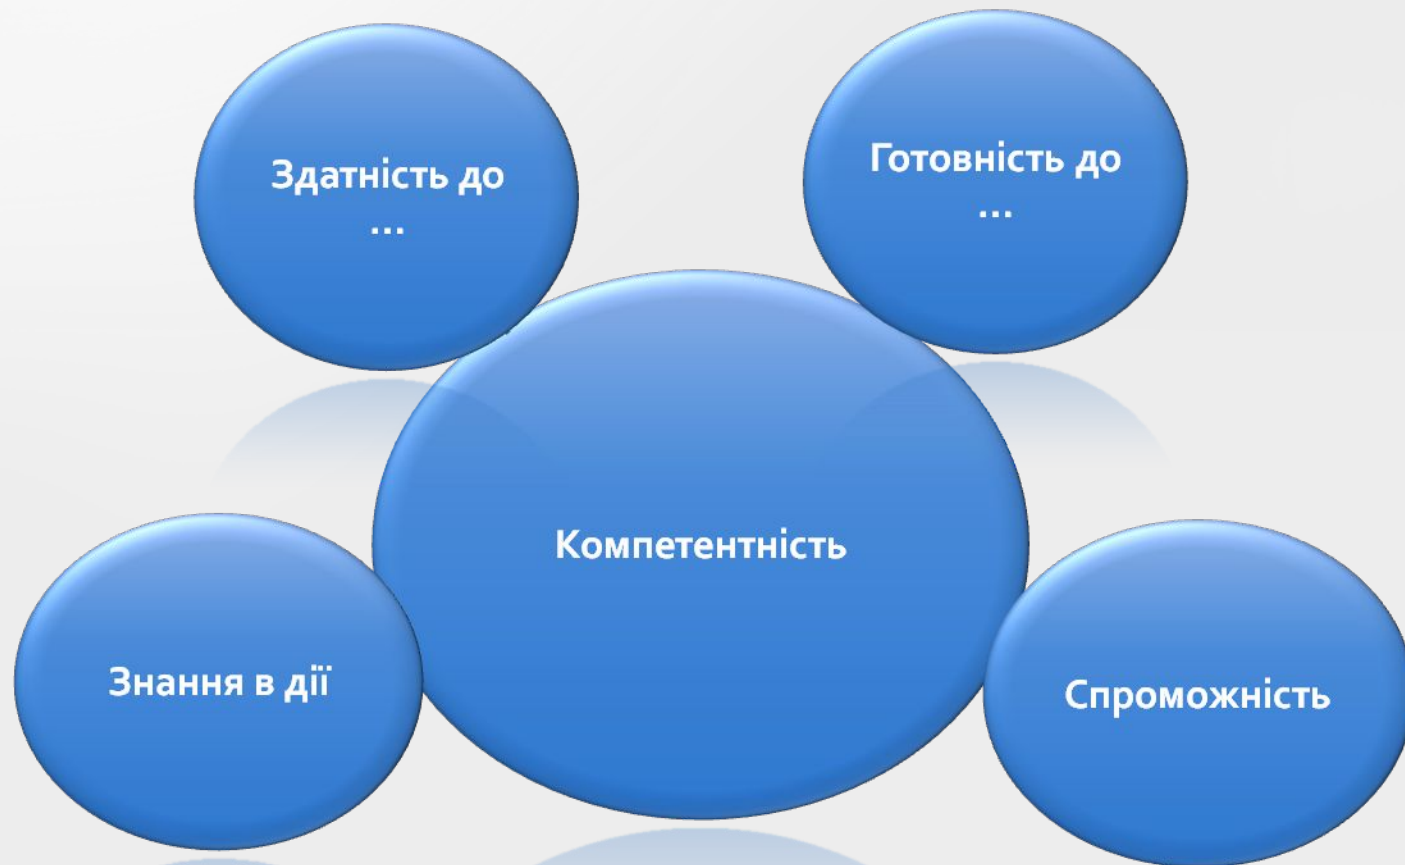 Здатність до
...
Готовність до
...
Компетентність
Знання в дії
Спроможність